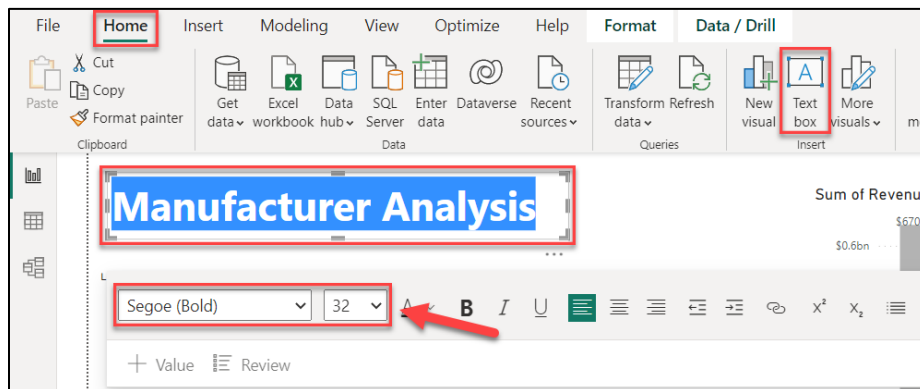 File Home Insert Modeling View Optimize Help Format Data / Drill
Paste
Cut
Copy
Format painter
Clipboard
Get data
Excel workbook
Data hub
SQL Server
Enter data
Dataverse
Recent sources
Data
Transform data
Refresh
Queries
New visual
A
Text box
More visuals
Insert
Manufacturer Analysis
Sum of Revenu
$670
$0.6bn
Segoe (Bold) 32 A B I U x² x₂
Value Review